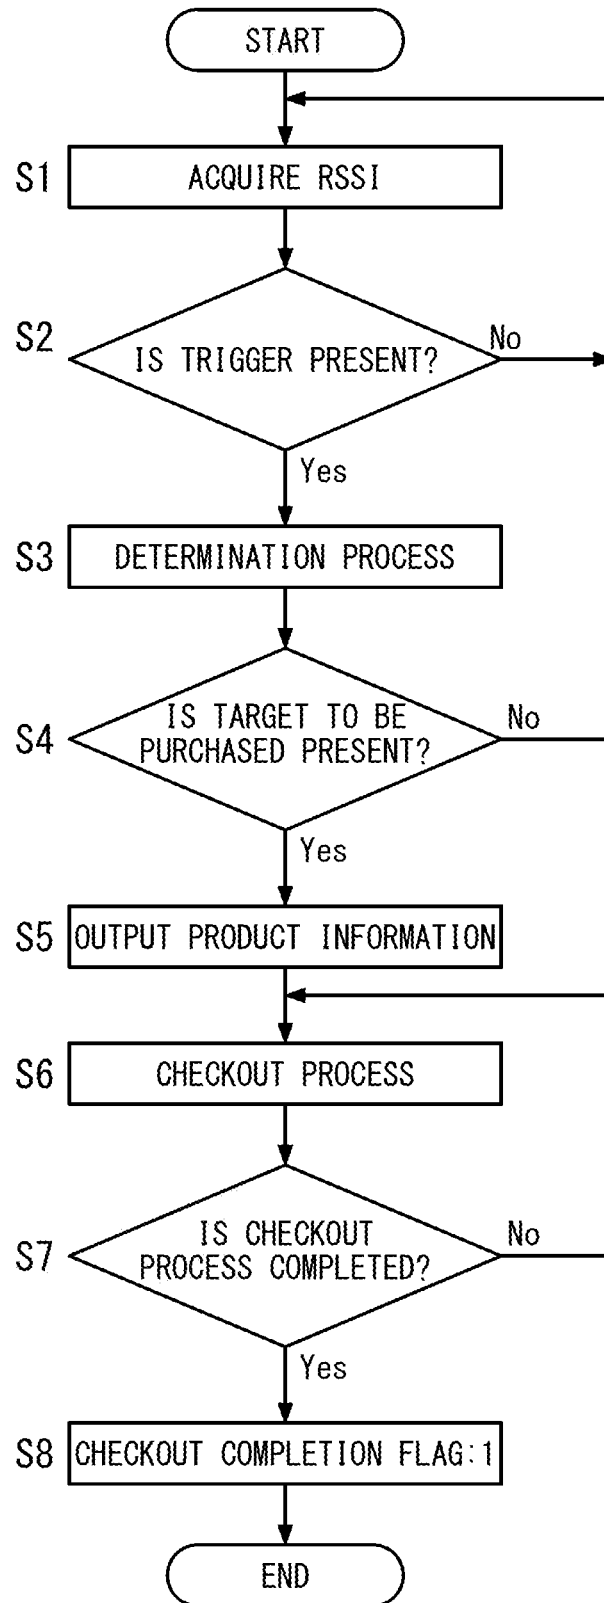 START
S1
ACQUIRE RSSI
S2
IS TRIGGER PRESENT?
No
Yes
S3
DETERMINATION PROCESS
S4
IS TARGET TO BE
PURCHASED PRESENT?
No
Yes
S5
OUTPUT PRODUCT INFORMATION
S6
CHECKOUT PROCESS
S7
IS CHECKOUT
PROCESS COMPLETED?
No
Yes
S8
CHECKOUT COMPLETION FLAG:1
END